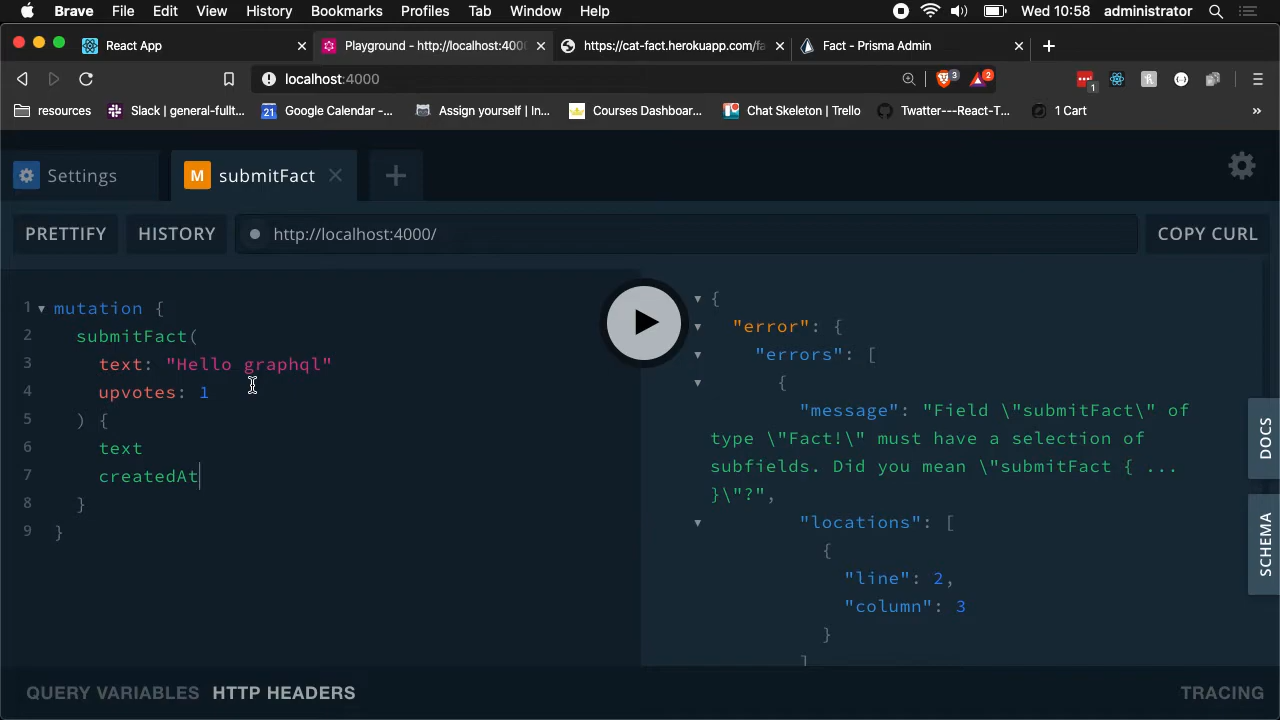 Brave File Edit View History Bookmarks Profiles Tab Window Help Wed 10:58 administrator
React App Playground - http://localhost:400 https://cat-fact.herokuapp.com/fa Fact - Prisma Admin
localhost:4000 3 2 1
resources Slack | general-fullt... 21 Google Calendar -... Assign yourself | In... Courses Dashboar... Chat Skeleton | Trello Twatter---React-T... 1 Cart »
Settings M submitFact
PRETTIFY HISTORY http://localhost:4000/ COPY CURL
1 mutation {
2 submitFact(
3 text: "Hello graphql"
4 upvotes: 1
5 ) {
6 text
7 createdAt
8 }
9 }
{
"error": {
"errors": [
{
"message": "Field \"submitFact\" of
type \"Fact!\" must have a selection of
subfields. Did you mean \"submitFact { ...
}\"?",
"locations": [
{
"line": 2,
"column": 3
}
]
DOCS
SCHEMA
QUERY VARIABLES HTTP HEADERS TRACING